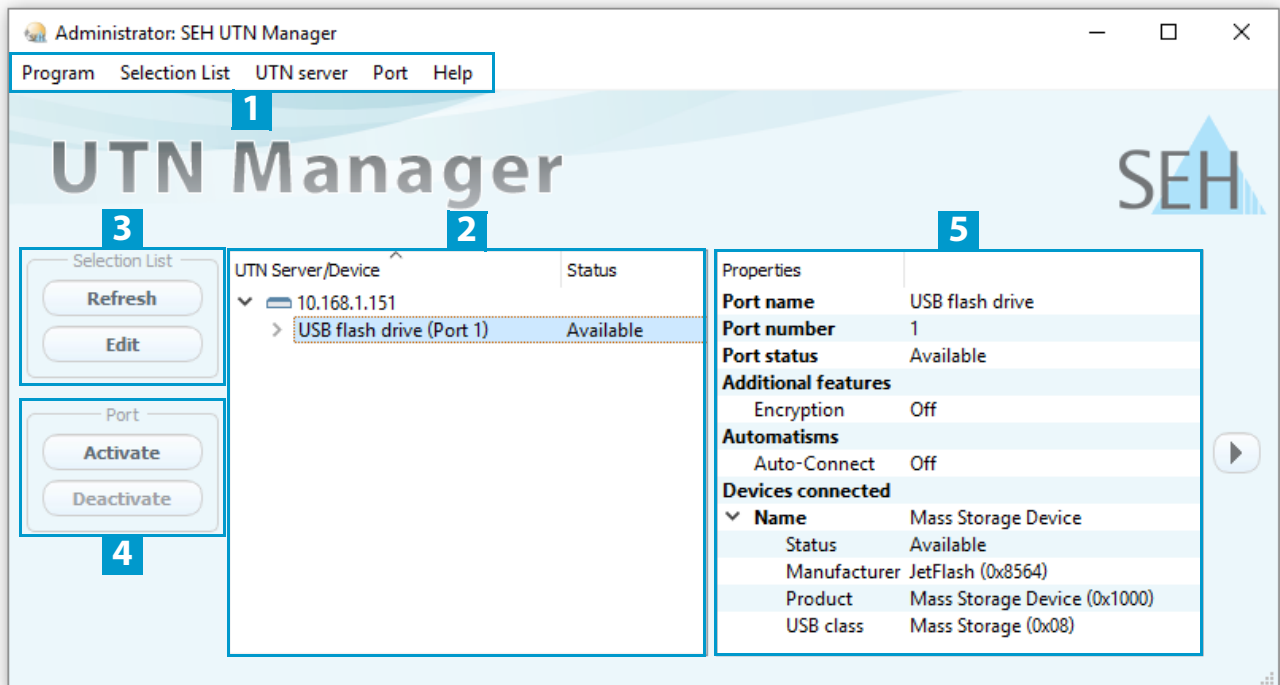 Administrator: SEH UTN Manager
Program Selection List UTN server Port Help
1
UTN Manager
SEH
3
2
5
Selection List
Refresh
Edit
Port
Activate
Deactivate
4
UTN Server/Device Status
10.168.1.151
USB flash drive (Port 1) Available
Properties
Port name USB flash drive
Port number 1
Port status Available
Additional features
Encryption Off
Automatisms
Auto-Connect Off
Devices connected
Name Mass Storage Device
Status Available
Manufacturer JetFlash (0x8564)
Product Mass Storage Device (0x1000)
USB class Mass Storage (0x08)